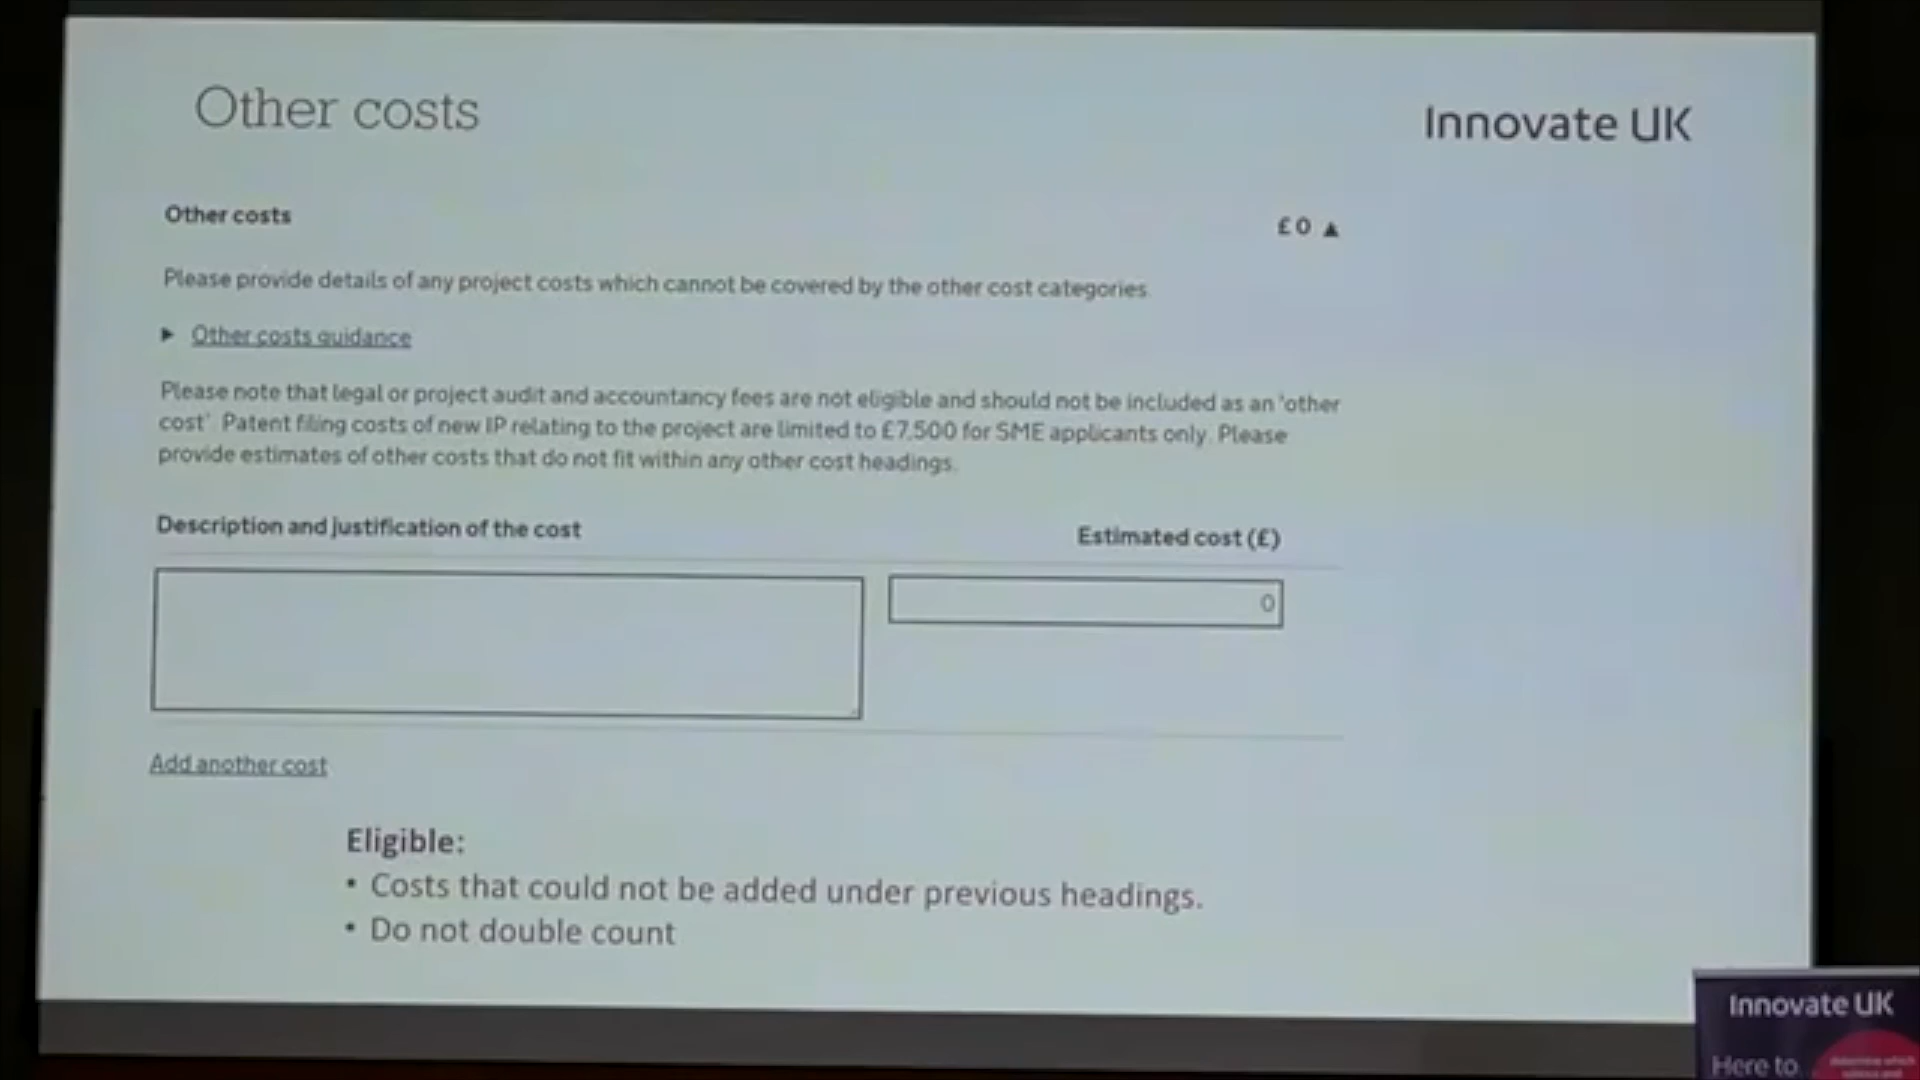 Other costs
Innovate UK
Other costs
£0 ▲
Please provide details of any project costs which cannot be covered by the other cost categories.
► Other costs guidance
Please note that legal or project audit and accountancy fees are not eligible and should not be included as an 'other
cost'. Patent filing costs of new IP relating to the project are limited to £7,500 for SME applicants only. Please
provide estimates of other costs that do not fit within any other cost headings.
Description and justification of the cost
Estimated cost (£)
0
Add another cost
Eligible:
• Costs that could not be added under previous headings.
• Do not double count
Innovate UK
Here to